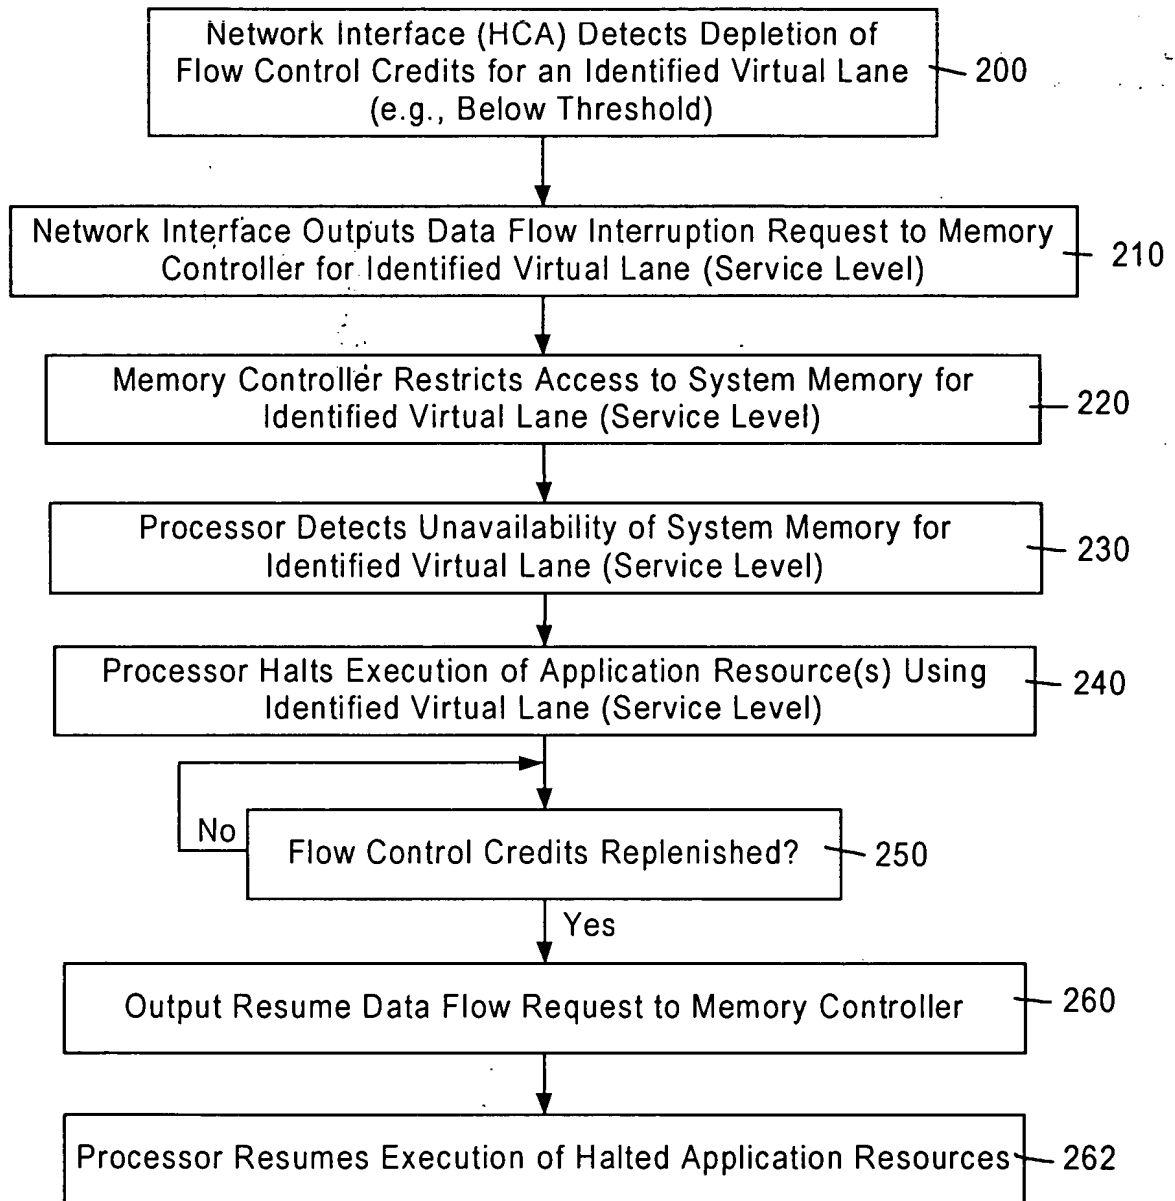 Network Interface (HCA) Detects Depletion of
Flow Control Credits for an Identified Virtual Lane
(e.g., Below Threshold)
200
Network Interface Outputs Data Flow Interruption Request to Memory
Controller for Identified Virtual Lane (Service Level)
210
Memory Controller Restricts Access to System Memory for
Identified Virtual Lane (Service Level)
220
Processor Detects Unavailability of System Memory for
Identified Virtual Lane (Service Level)
230
Processor Halts Execution of Application Resource(s) Using
Identified Virtual Lane (Service Level)
240
No
Flow Control Credits Replenished?
250
Yes
Output Resume Data Flow Request to Memory Controller
260
Processor Resumes Execution of Halted Application Resources
262